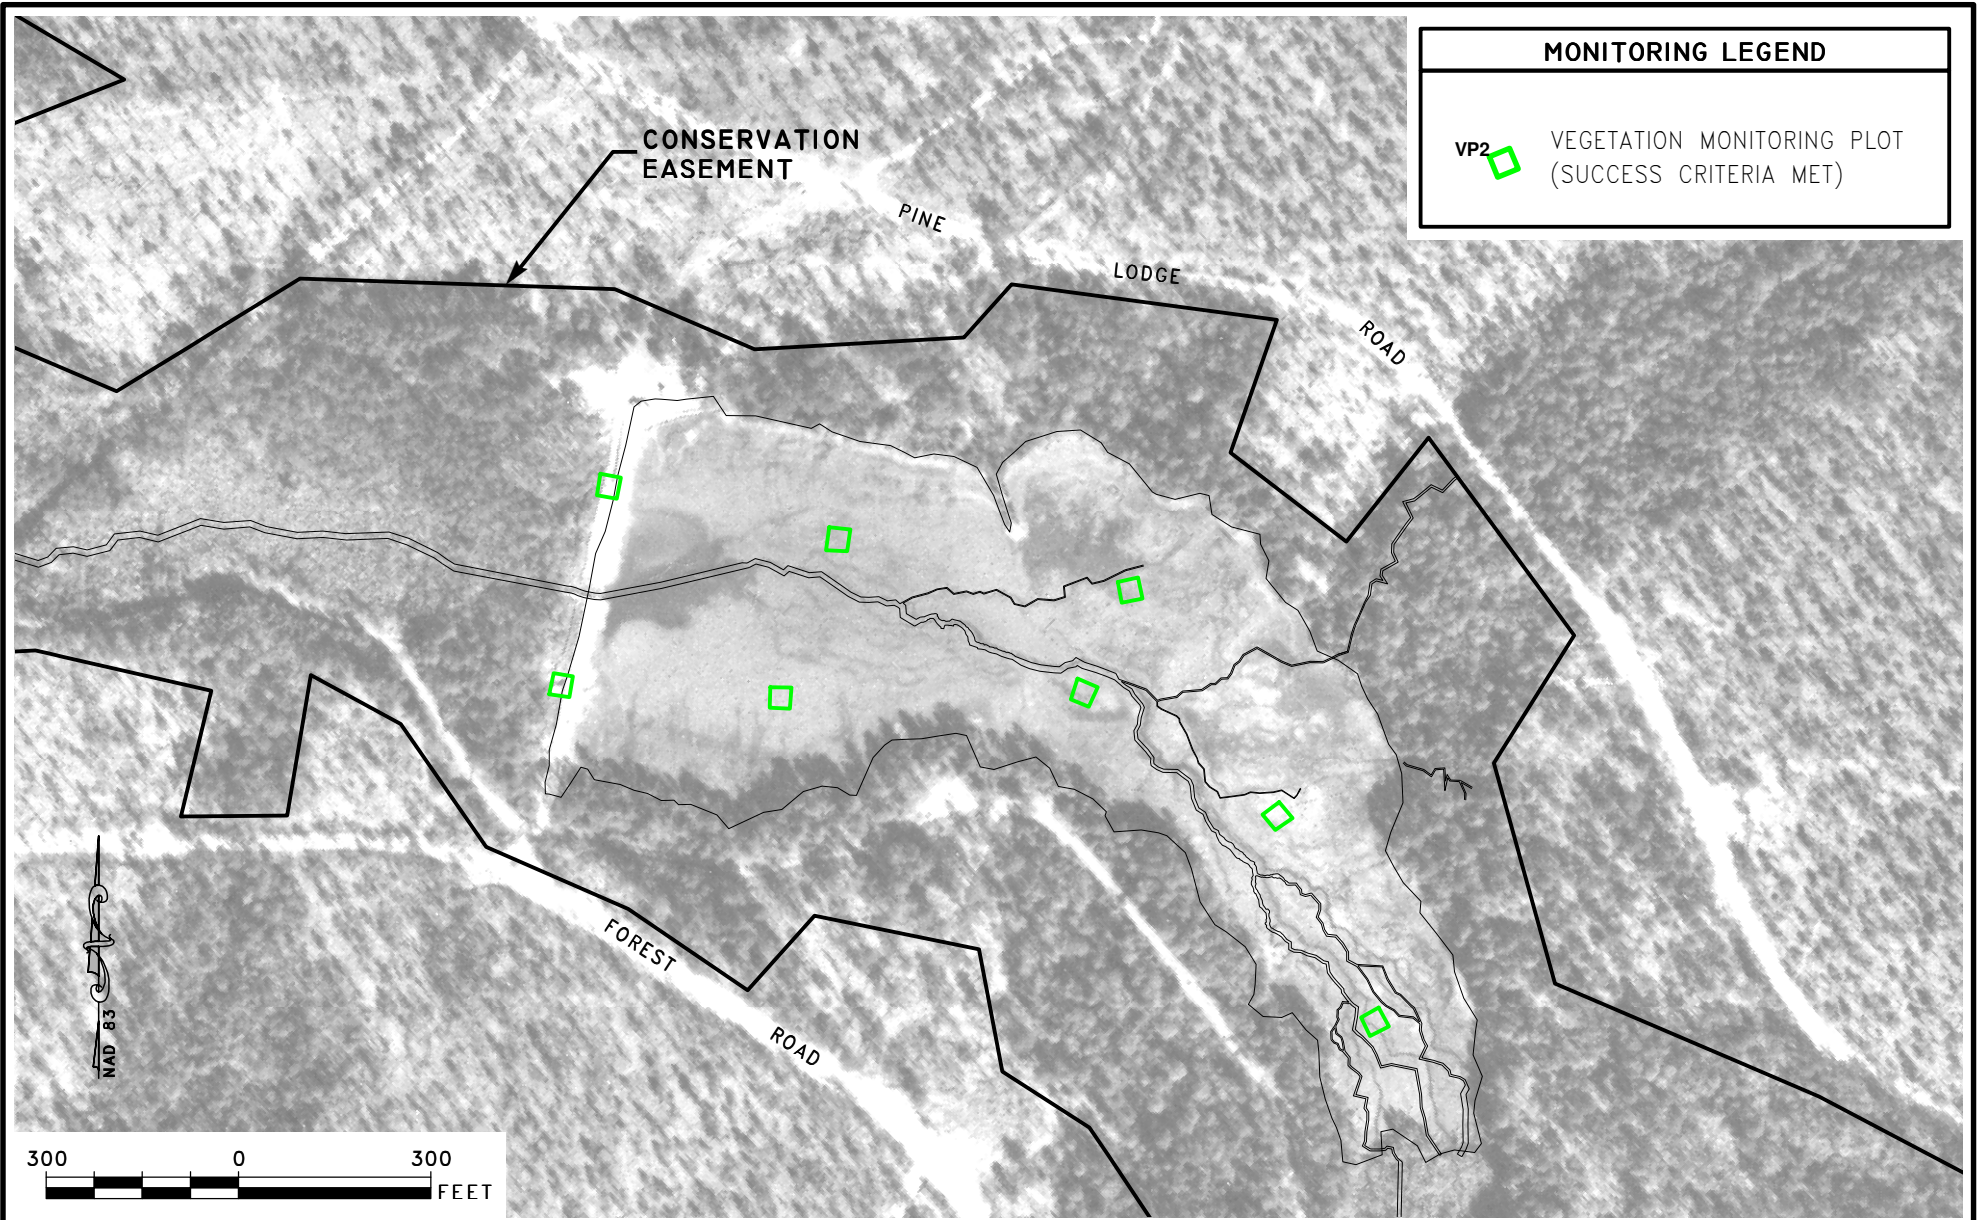 MONITORING LEGEND
VP2
VEGETATION MONITORING PLOT
(SUCCESS CRITERIA MET)
CONSERVATION
EASEMENT
PINE
LODGE
ROAD
FOREST
ROAD
NAD 83
300 0 300
FEET